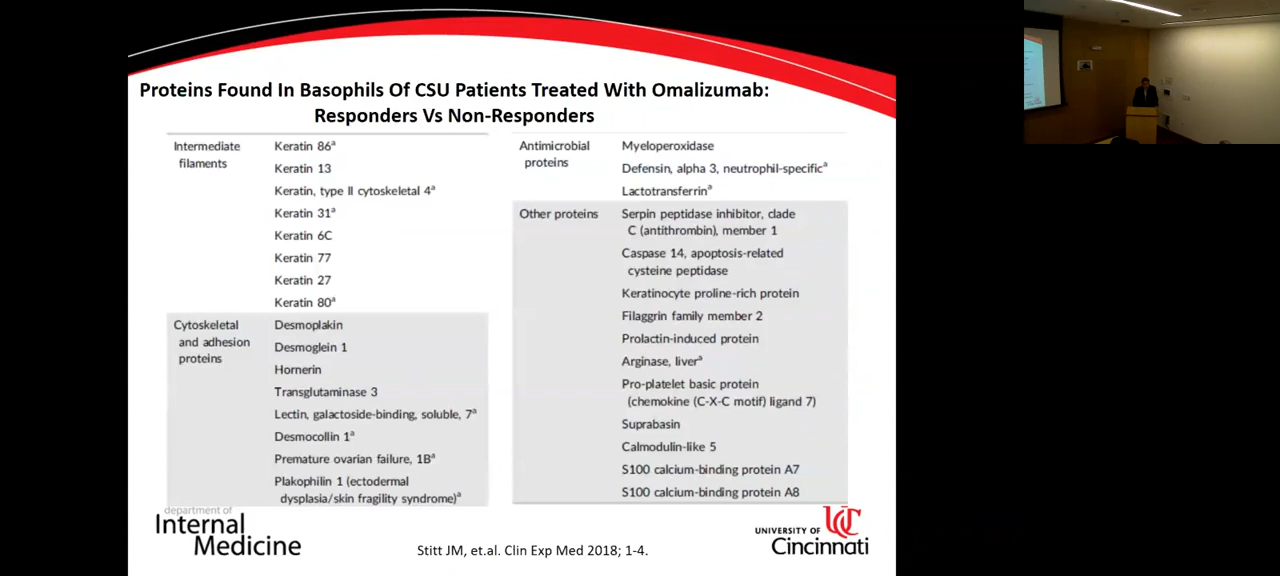 Proteins Found In Basophils Of CSU Patients Treated With Omalizumab:
Responders Vs Non-Responders
Intermediate
filaments
Keratin 86ᵃ
Keratin 13
Keratin, type II cytoskeletal 4ᵃ
Keratin 31ᵃ
Keratin 6C
Keratin 77
Keratin 27
Keratin 80ᵃ
Cytoskeletal
and adhesion
proteins
Desmoplakin
Desmoglein 1
Hornerin
Transglutaminase 3
Lectin, galactoside-binding, soluble, 7ᵃ
Desmocollin 1ᵃ
Premature ovarian failure, 1Bᵃ
Plakophilin 1 (ectodermal
dysplasia/skin fragility syndrome)ᵃ
Antimicrobial
proteins
Myeloperoxidase
Defensin, alpha 3, neutrophil-specificᵃ
Lactotransferrinᵃ
Other proteins
Serpin peptidase inhibitor, clade
C (antithrombin), member 1
Caspase 14, apoptosis-related
cysteine peptidase
Keratinocyte proline-rich protein
Filaggrin family member 2
Prolactin-induced protein
Arginase, liverᵃ
Pro-platelet basic protein
(chemokine (C-X-C motif) ligand 7)
Suprabasin
Calmodulin-like 5
S100 calcium-binding protein A7
S100 calcium-binding protein A8
department of
Internal
Medicine
Stitt JM, et.al. Clin Exp Med 2018; 1-4.
UC
UNIVERSITY OF
Cincinnati